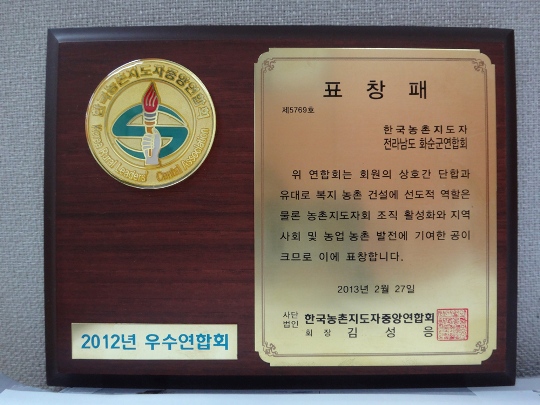 한국농촌지도자중앙연합회
Korea Rural Leaders' Central Association
표창패
제5769호
한국농촌지도자
전라남도 화순군연합회
위 연합회는 회원의 상호간 단합과
유대로 복지 농촌 건설에 선도적 역할은
물론 농촌지도자회 조직 활성화와 지역
사회 및 농업 농촌 발전에 기여한 공이
크므로 이에 표창합니다.
2013년 2월 27일
사단법인 한국농촌지도자중앙연합회
회장 김성응
2012년 우수연합회